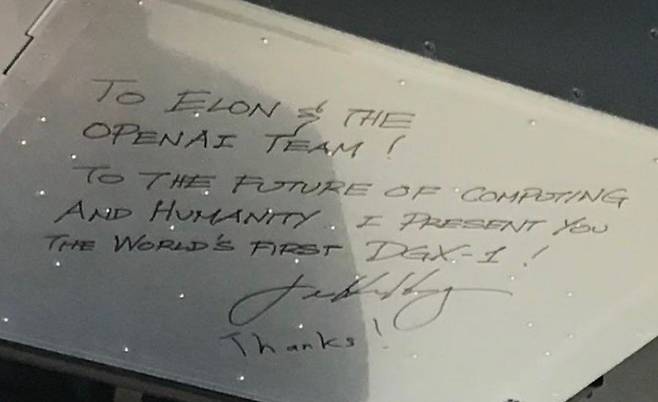 TO ELON & THE
OPENAI TEAM!
TO THE FUTURE OF COMPUTING
AND HUMANITY. I PRESENT YOU
THE WORLD'S FIRST DGX-1!
Thanks!